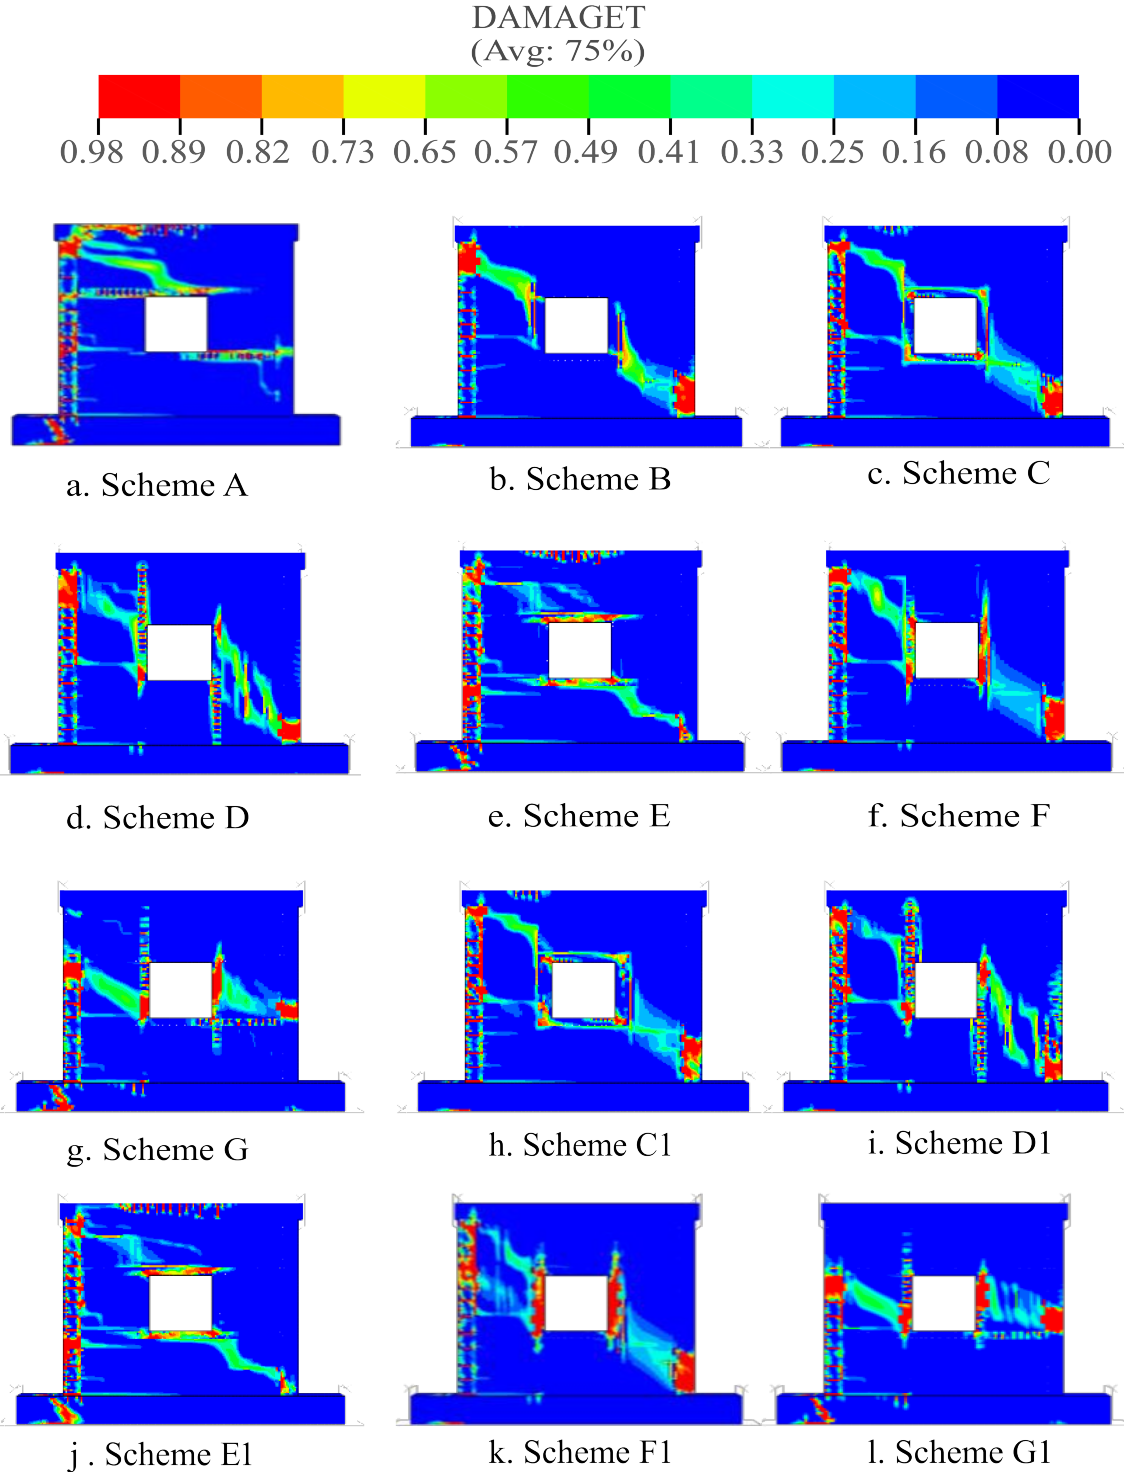 DAMAGET
(Avg: 75%)
0.98 0.89 0.82 0.73 0.65 0.57 0.49 0.41 0.33 0.25 0.16 0.08 0.00
a. Scheme A
b. Scheme B
c. Scheme C
d. Scheme D
e. Scheme E
f. Scheme F
g. Scheme G
h. Scheme C1
i. Scheme D1
j . Scheme E1
k. Scheme F1
l. Scheme G1